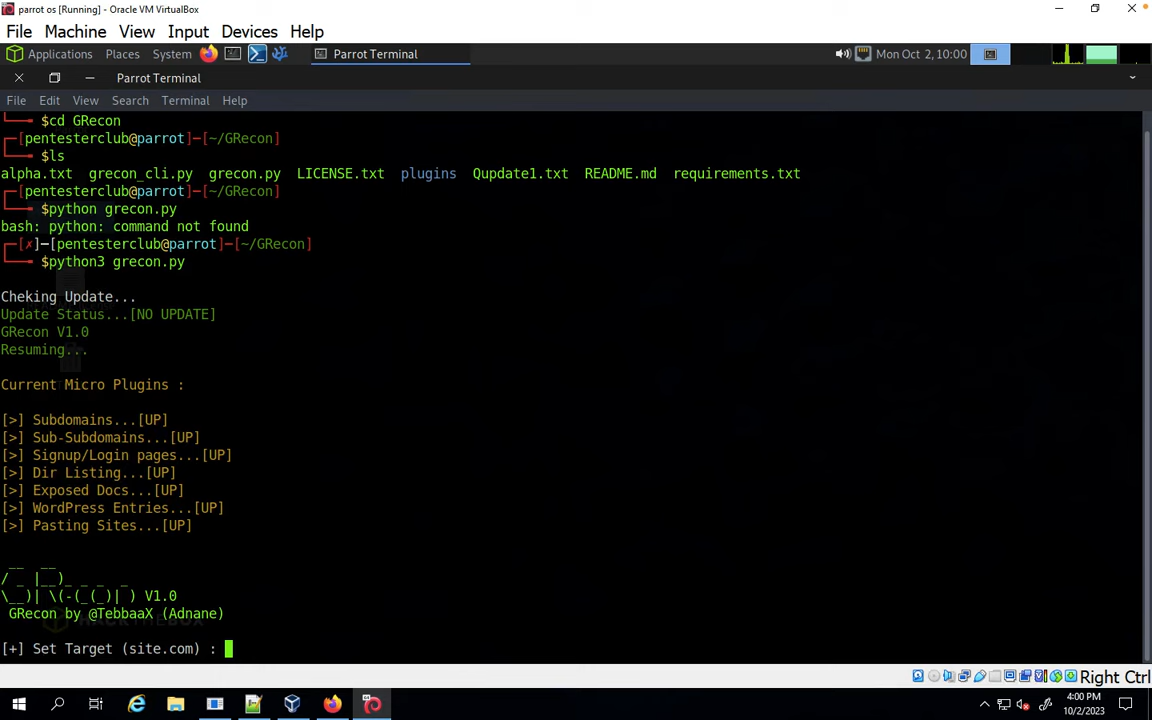 parrot os [Running] - Oracle VM VirtualBox
File Machine View Input Devices Help
Applications Places System Parrot Terminal Mon Oct 2, 10:00
Parrot Terminal
File Edit View Search Terminal Help
$cd GRecon
[pentesterclub@parrot]─[~/GRecon]
$ls
alpha.txt grecon_cli.py grecon.py LICENSE.txt plugins Qupdate1.txt README.md requirements.txt
[pentesterclub@parrot]─[~/GRecon]
$python grecon.py
bash: python: command not found
[✗]─[pentesterclub@parrot]─[~/GRecon]
$python3 grecon.py
Cheking Update...
Update Status...[NO UPDATE]
GRecon V1.0
Resuming...
Current Micro Plugins :
[>] Subdomains...[UP]
[>] Sub-Subdomains...[UP]
[>] Signup/Login pages...[UP]
[>] Dir Listing...[UP]
[>] Exposed Docs...[UP]
[>] WordPress Entries...[UP]
[>] Pasting Sites...[UP]
__ __
/ _ |__)_ _ _ _
\__)| \(-(_(_)| ) V1.0
GRecon by @TebbaaX (Adnane)
[+] Set Target (site.com) :
Right Ctrl
4:00 PM
10/2/2023